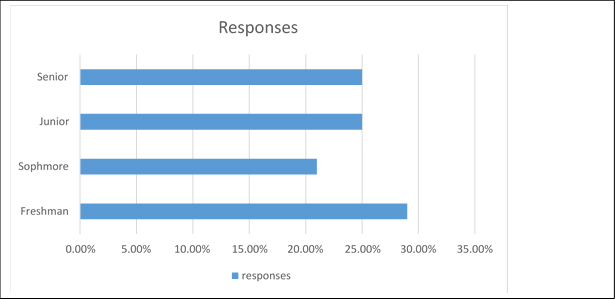 Responses
Senior
Junior
Sophmore
Freshman
0.00% 5.00% 10.00% 15.00% 20.00% 25.00% 30.00% 35.00%
responses